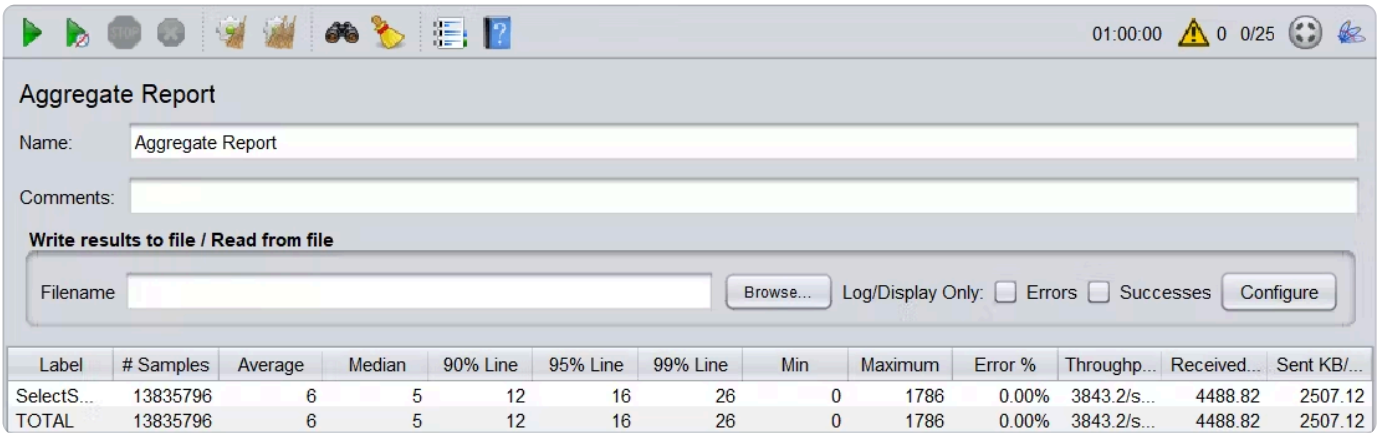 STOP
01:00:00 0 0/25
Aggregate Report
Name: Aggregate Report
Comments:
Write results to file / Read from file
Filename Browse... Log/Display Only: Errors Successes Configure
Label # Samples Average Median 90% Line 95% Line 99% Line Min Maximum Error % Throughp... Received... Sent KB/...
SelectS... 13835796 6 5 12 16 26 0 1786 0.00% 3843.2/s... 4488.82 2507.12
TOTAL 13835796 6 5 12 16 26 0 1786 0.00% 3843.2/s... 4488.82 2507.12